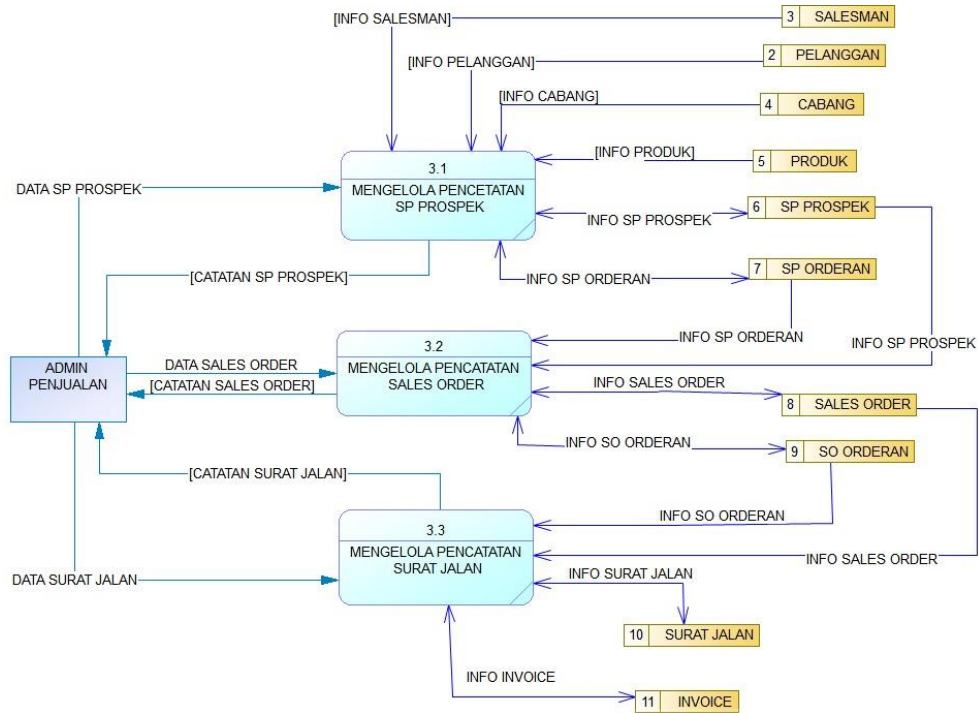 [INFO SALESMAN]
3 SALESMAN
[INFO PELANGGAN]
2 PELANGGAN
[INFO CABANG]
4 CABANG
[INFO PRODUK]
5 PRODUK
3.1
MENGELOLA PENCETATAN
SP PROSPEK
DATA SP PROSPEK
INFO SP PROSPEK
6 SP PROSPEK
[CATATAN SP PROSPEK]
INFO SP ORDERAN
7 SP ORDERAN
INFO SP ORDERAN
INFO SP PROSPEK
3.2
MENGELOLA PENCATATAN
SALES ORDER
ADMIN
PENJUALAN
DATA SALES ORDER
[CATATAN SALES ORDER]
INFO SALES ORDER
8 SALES ORDER
INFO SO ORDERAN
9 SO ORDERAN
[CATATAN SURAT JALAN]
INFO SO ORDERAN
3.3
MENGELOLA PENCATATAN
SURAT JALAN
INFO SALES ORDER
DATA SURAT JALAN
INFO SURAT JALAN
10 SURAT JALAN
INFO INVOICE
11 INVOICE